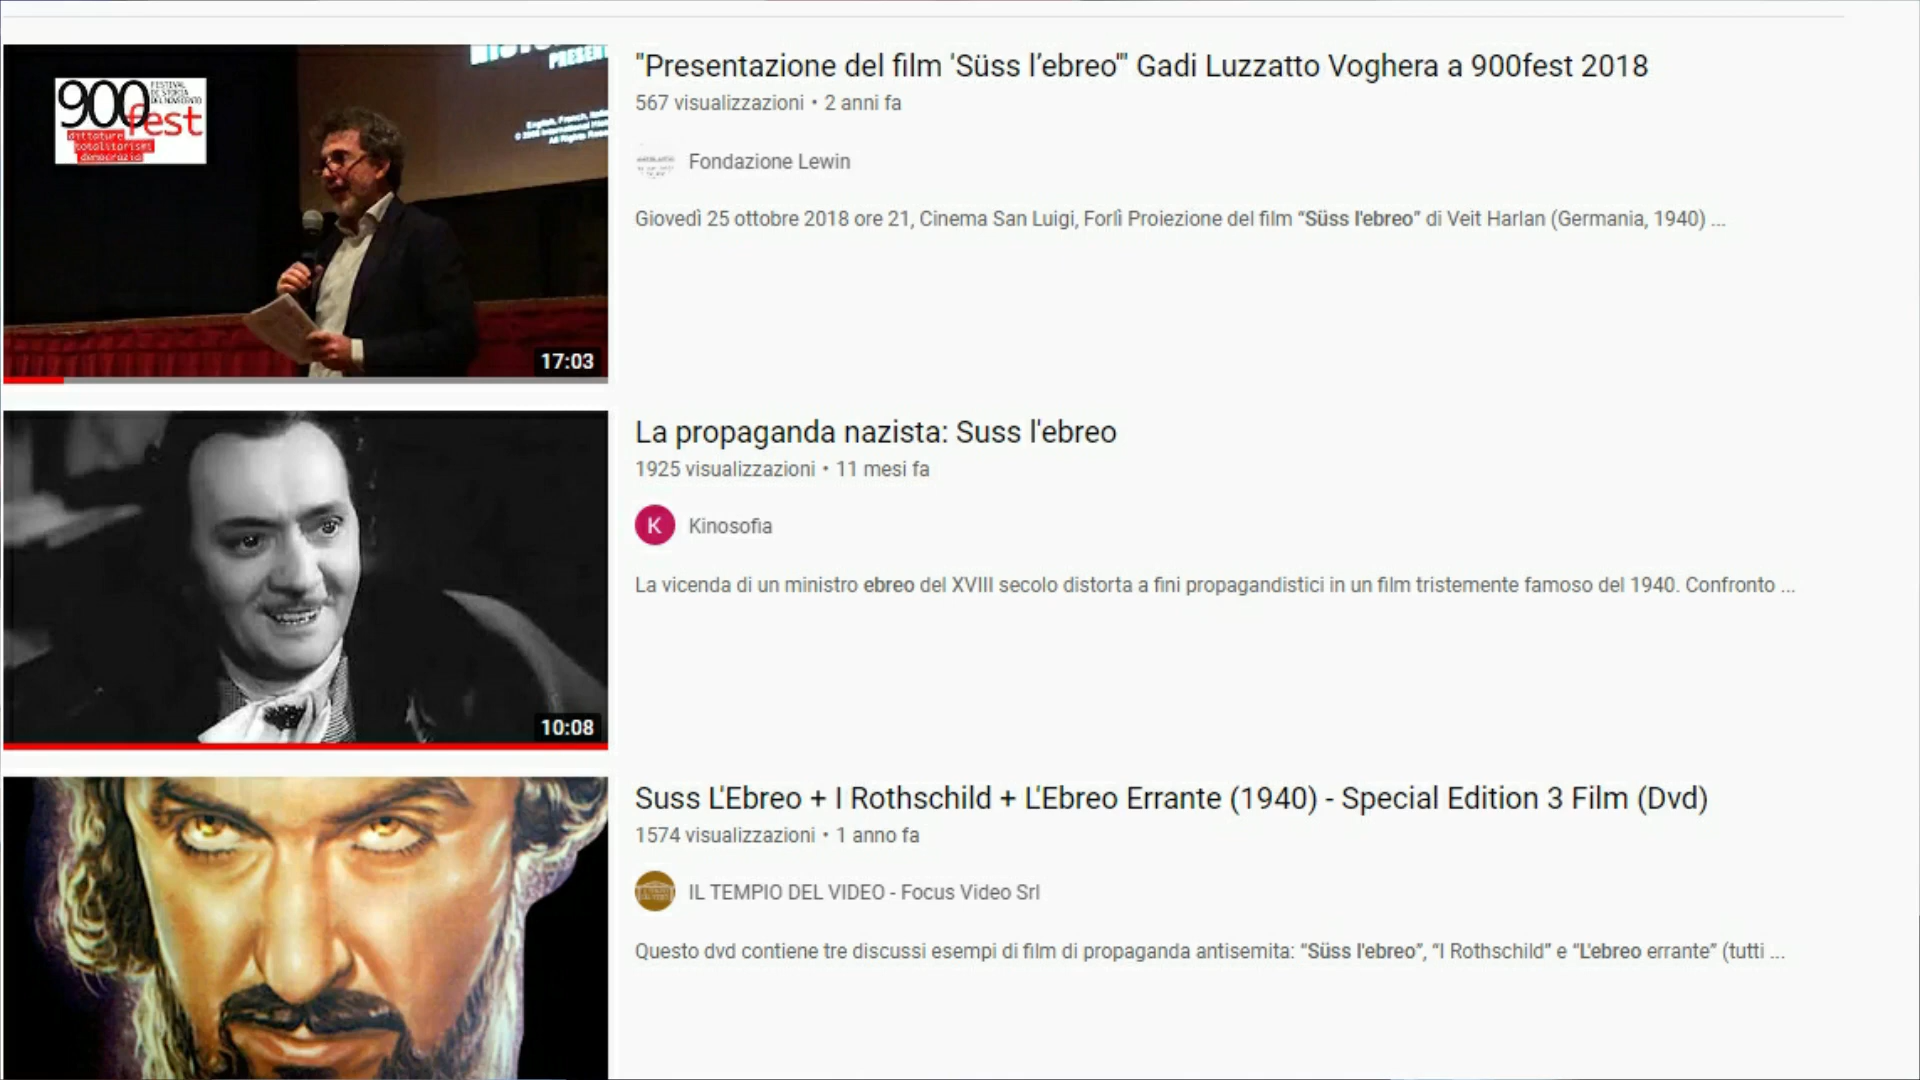 PRESENT
900fest
FESTIVAL
DI STORIA
DEL NOVECENTO
dittature
totalitarismi
democrazia
17:03
"Presentazione del film 'Süss l’ebreo'" Gadi Luzzatto Voghera a 900fest 2018
567 visualizzazioni • 2 anni fa
Fondazione Lewin
Giovedì 25 ottobre 2018 ore 21, Cinema San Luigi, Forlì Proiezione del film “Süss l'ebreo” di Veit Harlan (Germania, 1940) ...
10:08
La propaganda nazista: Suss l'ebreo
1925 visualizzazioni • 11 mesi fa
K
Kinosofia
La vicenda di un ministro ebreo del XVIII secolo distorta a fini propagandistici in un film tristemente famoso del 1940. Confronto ...
Suss L'Ebreo + I Rothschild + L'Ebreo Errante (1940) - Special Edition 3 Film (Dvd)
1574 visualizzazioni • 1 anno fa
IL TEMPIO DEL VIDEO - Focus Video Srl
Questo dvd contiene tre discussi esempi di film di propaganda antisemita: “Süss l'ebreo”, “I Rothschild” e “L'ebreo errante” (tutti ...